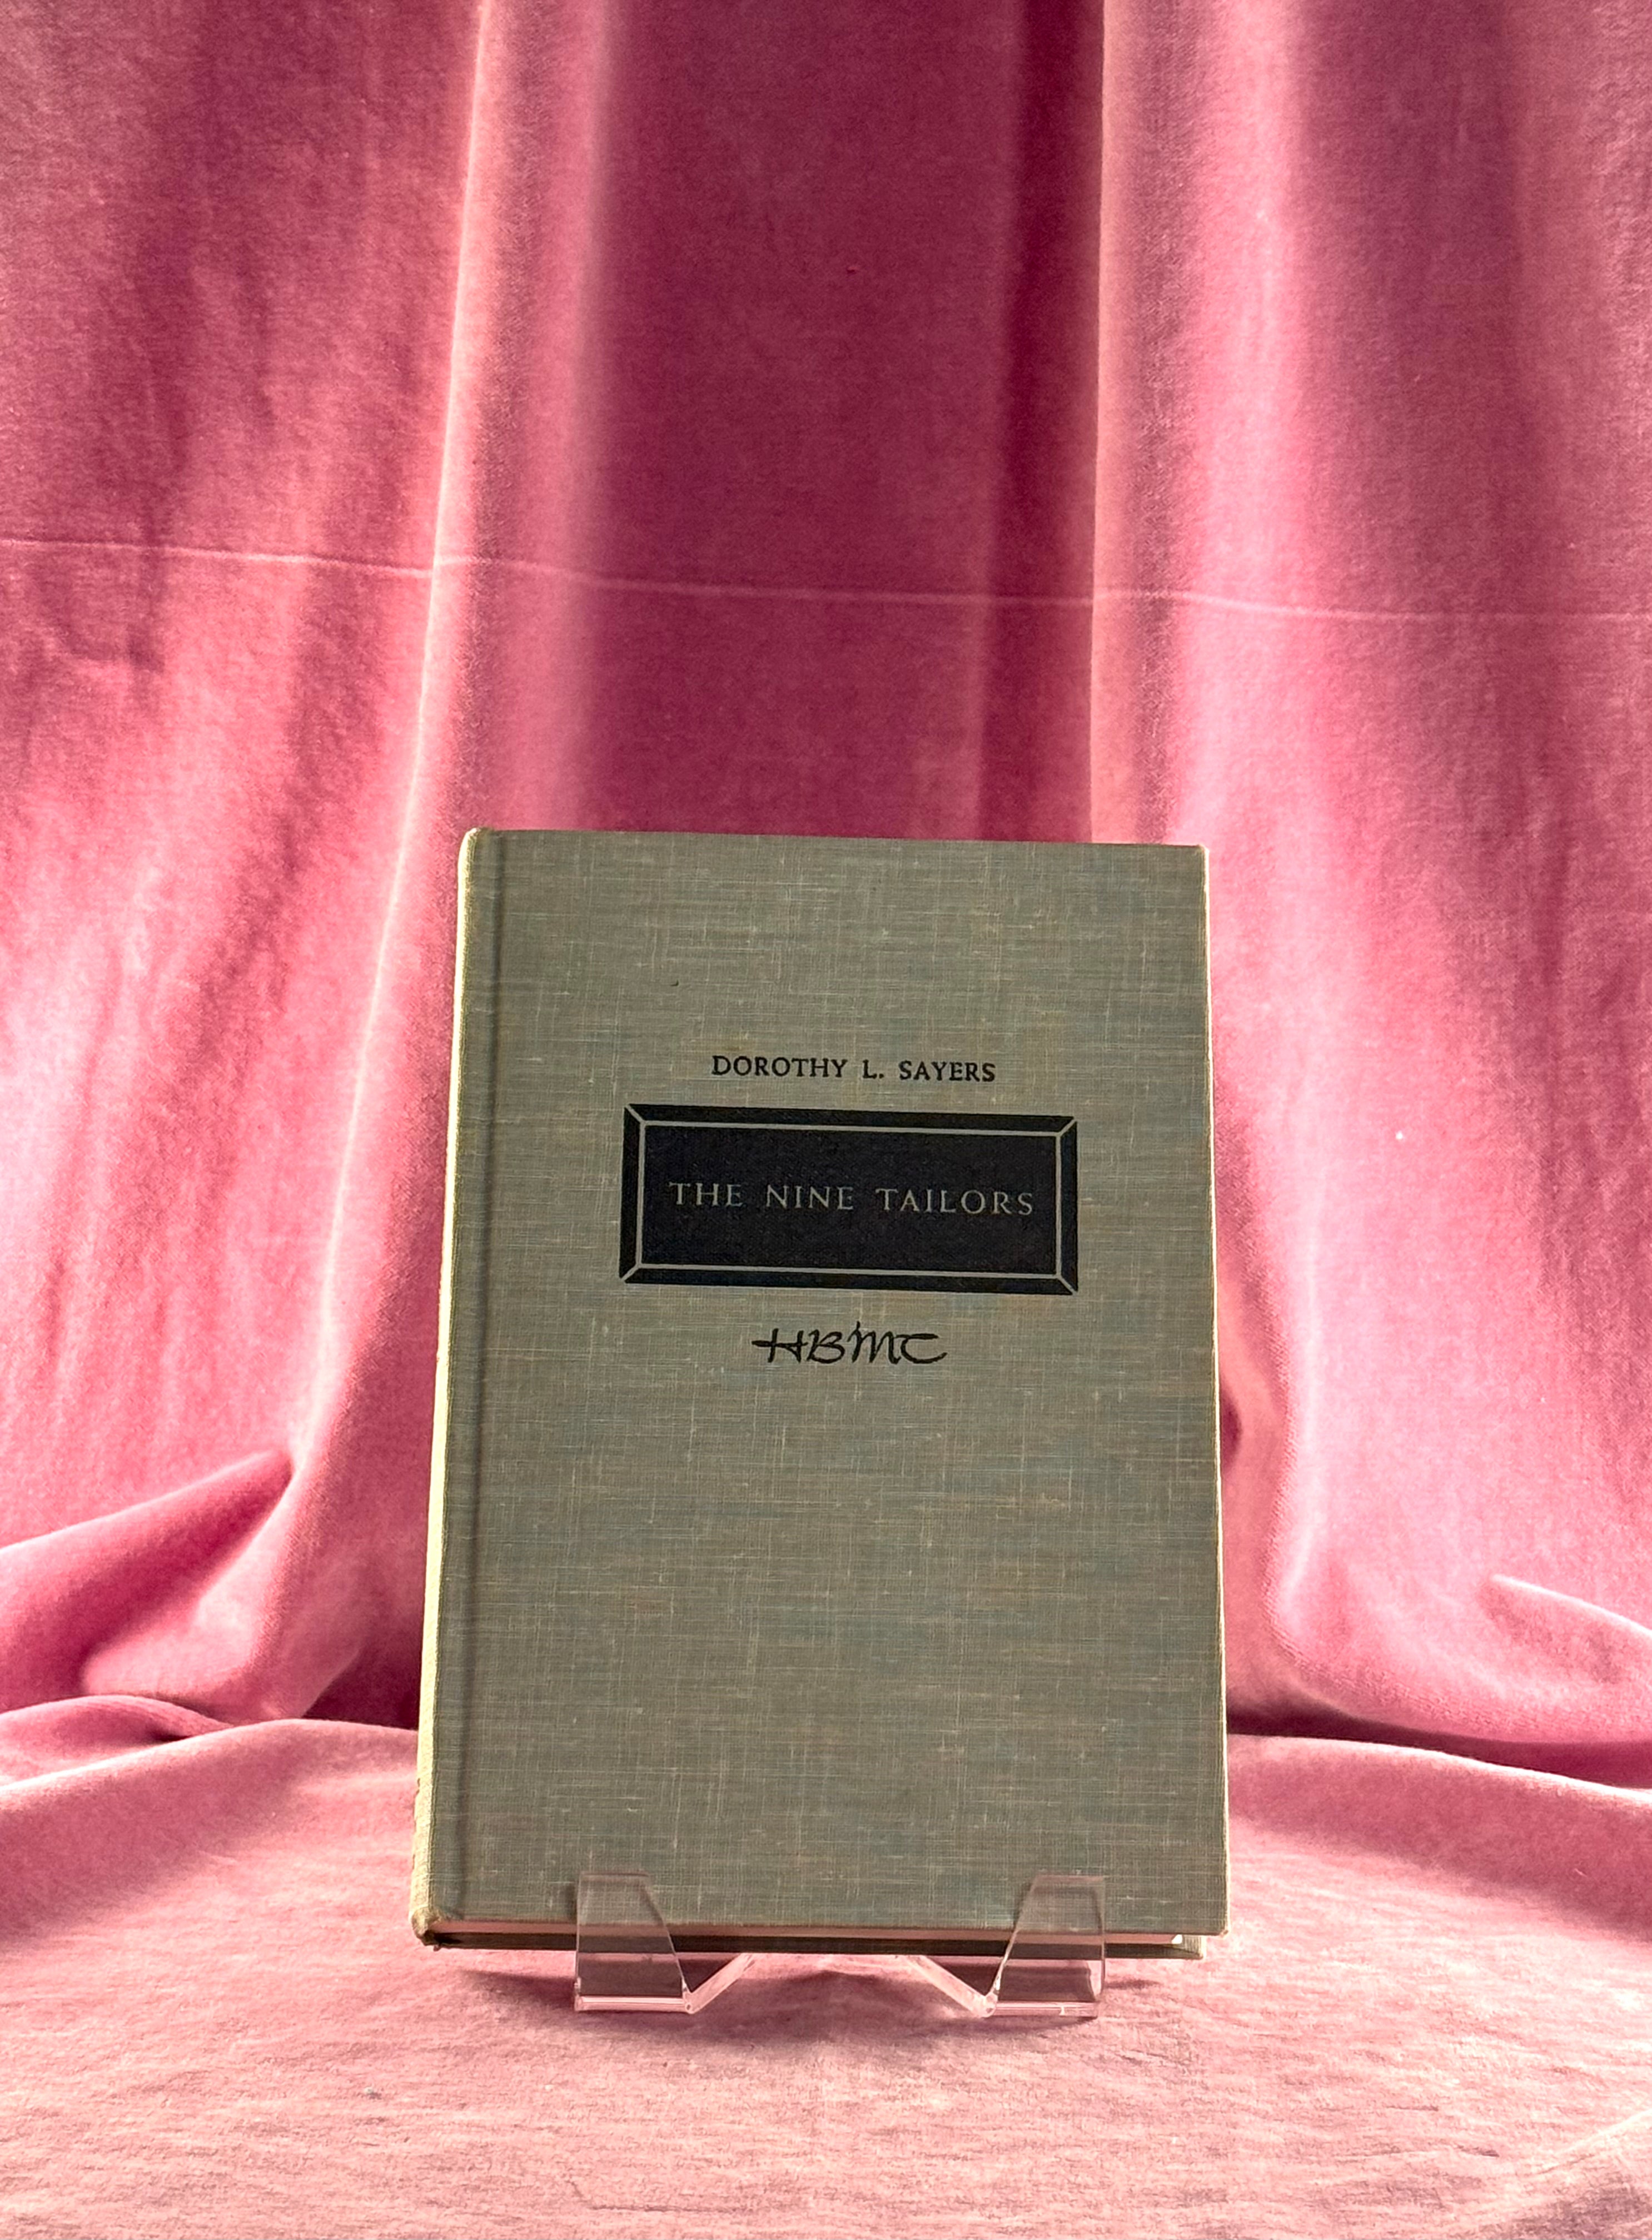 DOROTHY L. SAYERS
THE NINE TAILORS
HBMC